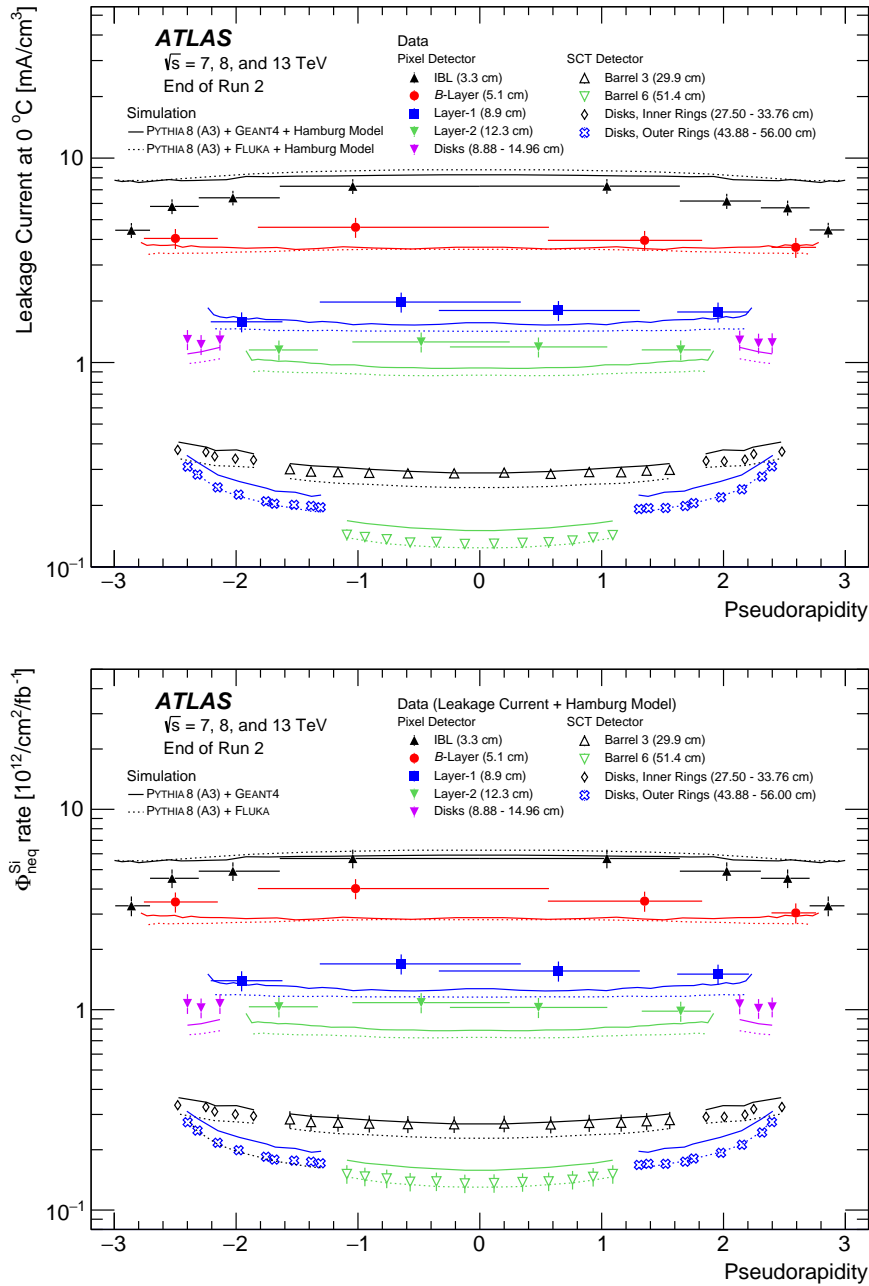 ATLAS
√s = 7, 8, and 13 TeV
End of Run 2
Simulation
PYTHIA 8 (A3) + GEANT4 + Hamburg Model
PYTHIA 8 (A3) + FLUKA + Hamburg Model
Data
Pixel Detector
IBL (3.3 cm)
B-Layer (5.1 cm)
Layer-1 (8.9 cm)
Layer-2 (12.3 cm)
Disks (8.88 - 14.96 cm)
SCT Detector
Barrel 3 (29.9 cm)
Barrel 6 (51.4 cm)
Disks, Inner Rings (27.50 - 33.76 cm)
Disks, Outer Rings (43.88 - 56.00 cm)
Leakage Current at 0 °C [mA/cm3]
10
1
10⁻¹
−3 −2 −1 0 1 2 3
Pseudorapidity
ATLAS
√s = 7, 8, and 13 TeV
End of Run 2
Simulation
PYTHIA 8 (A3) + GEANT4
PYTHIA 8 (A3) + FLUKA
Data (Leakage Current + Hamburg Model)
Pixel Detector
IBL (3.3 cm)
B-Layer (5.1 cm)
Layer-1 (8.9 cm)
Layer-2 (12.3 cm)
Disks (8.88 - 14.96 cm)
SCT Detector
Barrel 3 (29.9 cm)
Barrel 6 (51.4 cm)
Disks, Inner Rings (27.50 - 33.76 cm)
Disks, Outer Rings (43.88 - 56.00 cm)
Φ^Si_neq rate [10¹²/cm²/fb⁻¹]
10
1
10⁻¹
−3 −2 −1 0 1 2 3
Pseudorapidity